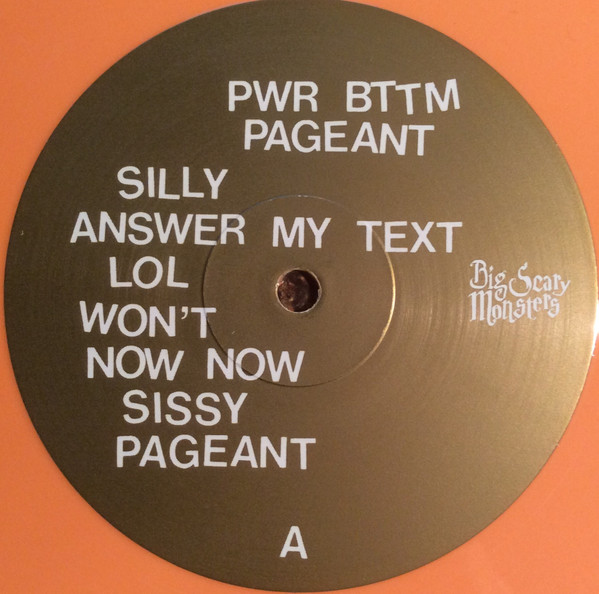 PWR BTTM
PAGEANT
SILLY
ANSWER MY TEXT
LOL
WON'T
NOW NOW
SISSY
PAGEANT
Big Scary
Monsters
A